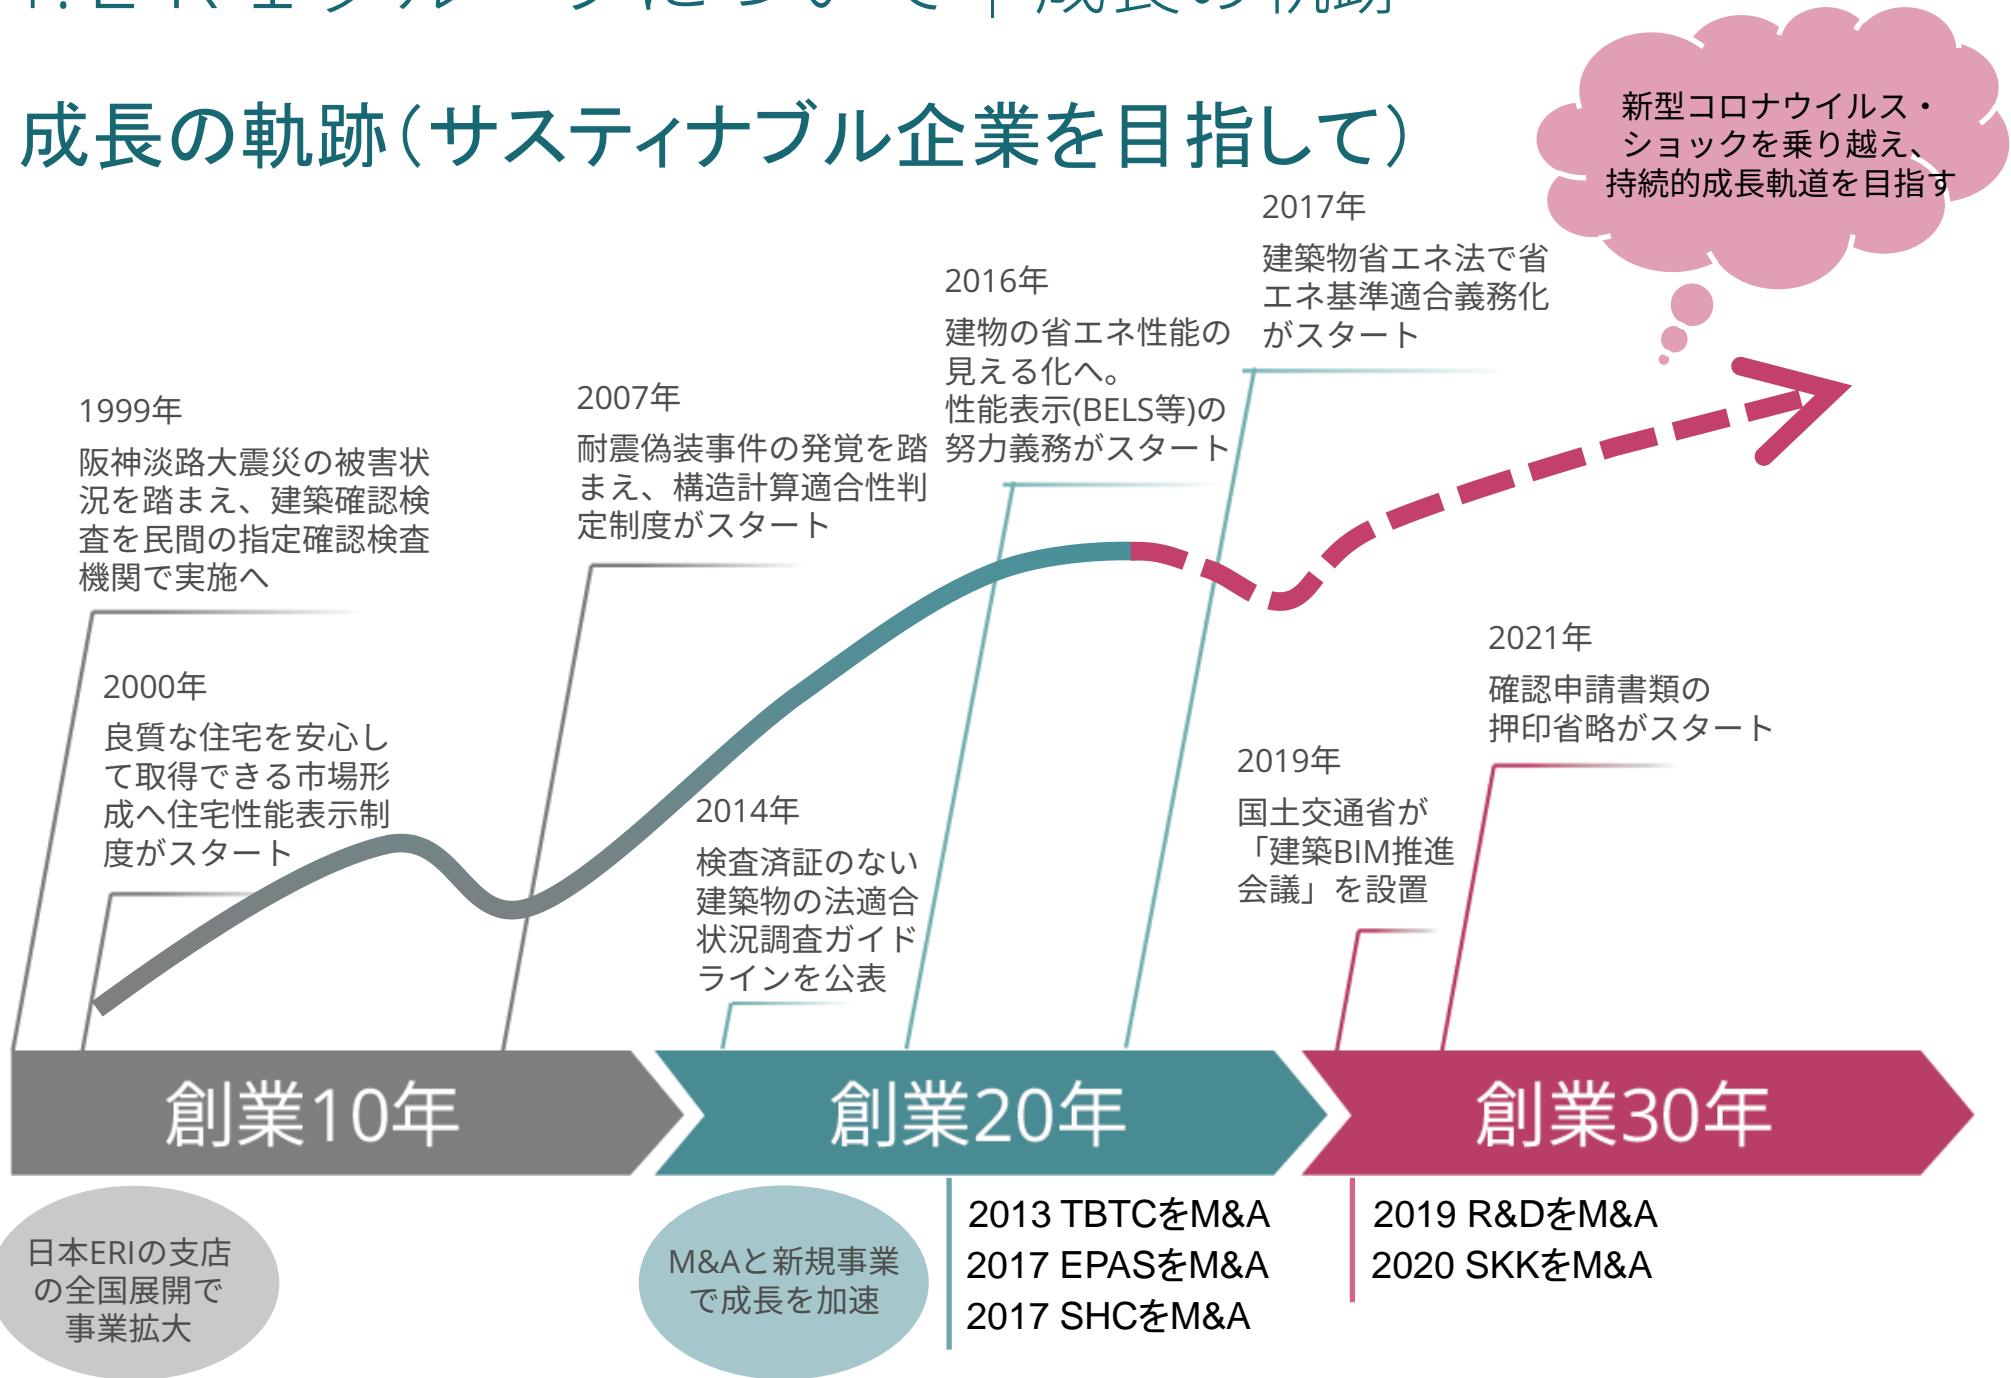 成長の軌跡（サスティナブル企業を目指して）
新型コロナウイルス・
ショックを乗り越え、
持続的成長軌道を目指す
1999年
阪神淡路大震災の被害状
況を踏まえ、建築確認検
査を民間の指定確認検査
機関で実施へ
2000年
良質な住宅を安心し
て取得できる市場形
成へ住宅性能表示制
度がスタート
2007年
耐震偽装事件の発覚を踏
まえ、構造計算適合性判
定制度がスタート
2014年
検査済証のない
建築物の法適合
状況調査ガイド
ラインを公表
2016年
建物の省エネ性能の
見える化へ。
性能表示(BELS等)の
努力義務がスタート
2017年
建築物省エネ法で省
エネ基準適合義務化
がスタート
2019年
国土交通省が
「建築BIM推進
会議」を設置
2021年
確認申請書類の
押印省略がスタート
創業10年
創業20年
創業30年
日本ERIの支店
の全国展開で
事業拡大
M&Aと新規事業
で成長を加速
2013 TBTCをM&A
2017 EPASをM&A
2017 SHCをM&A
2019 R&DをM&A
2020 SKKをM&A